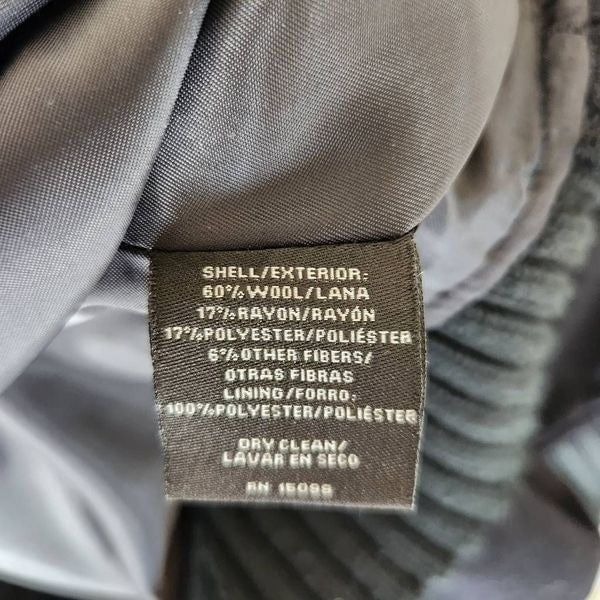 SHELL/EXTERIOR:
60% WOOL/LANA
17% RAYON/RAYÓN
17% POLYESTER/POLIÉSTER
6% OTHER FIBERS/
OTRAS FIBRAS
LINING/FORRO:
100% POLYESTER/POLIÉSTER
DRY CLEAN/
LAVAR EN SECO
RN 15099